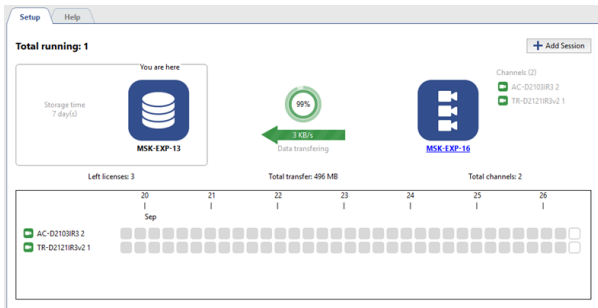 Setup
Help
Total running: 1
Add Session
You are here
Storage time
7 day(s)
MSK-EXP-13
99%
3 KB/s
Data transfering
MSK-EXP-16
Channels (2)
AC-D2103IR3 2
TR-D2121IR3v2 1
Left licenses: 3
Total transfer: 496 MB
Total channels: 2
20 21 22 23 24 25 26
Sep
AC-D2103IR3 2
TR-D2121IR3v2 1